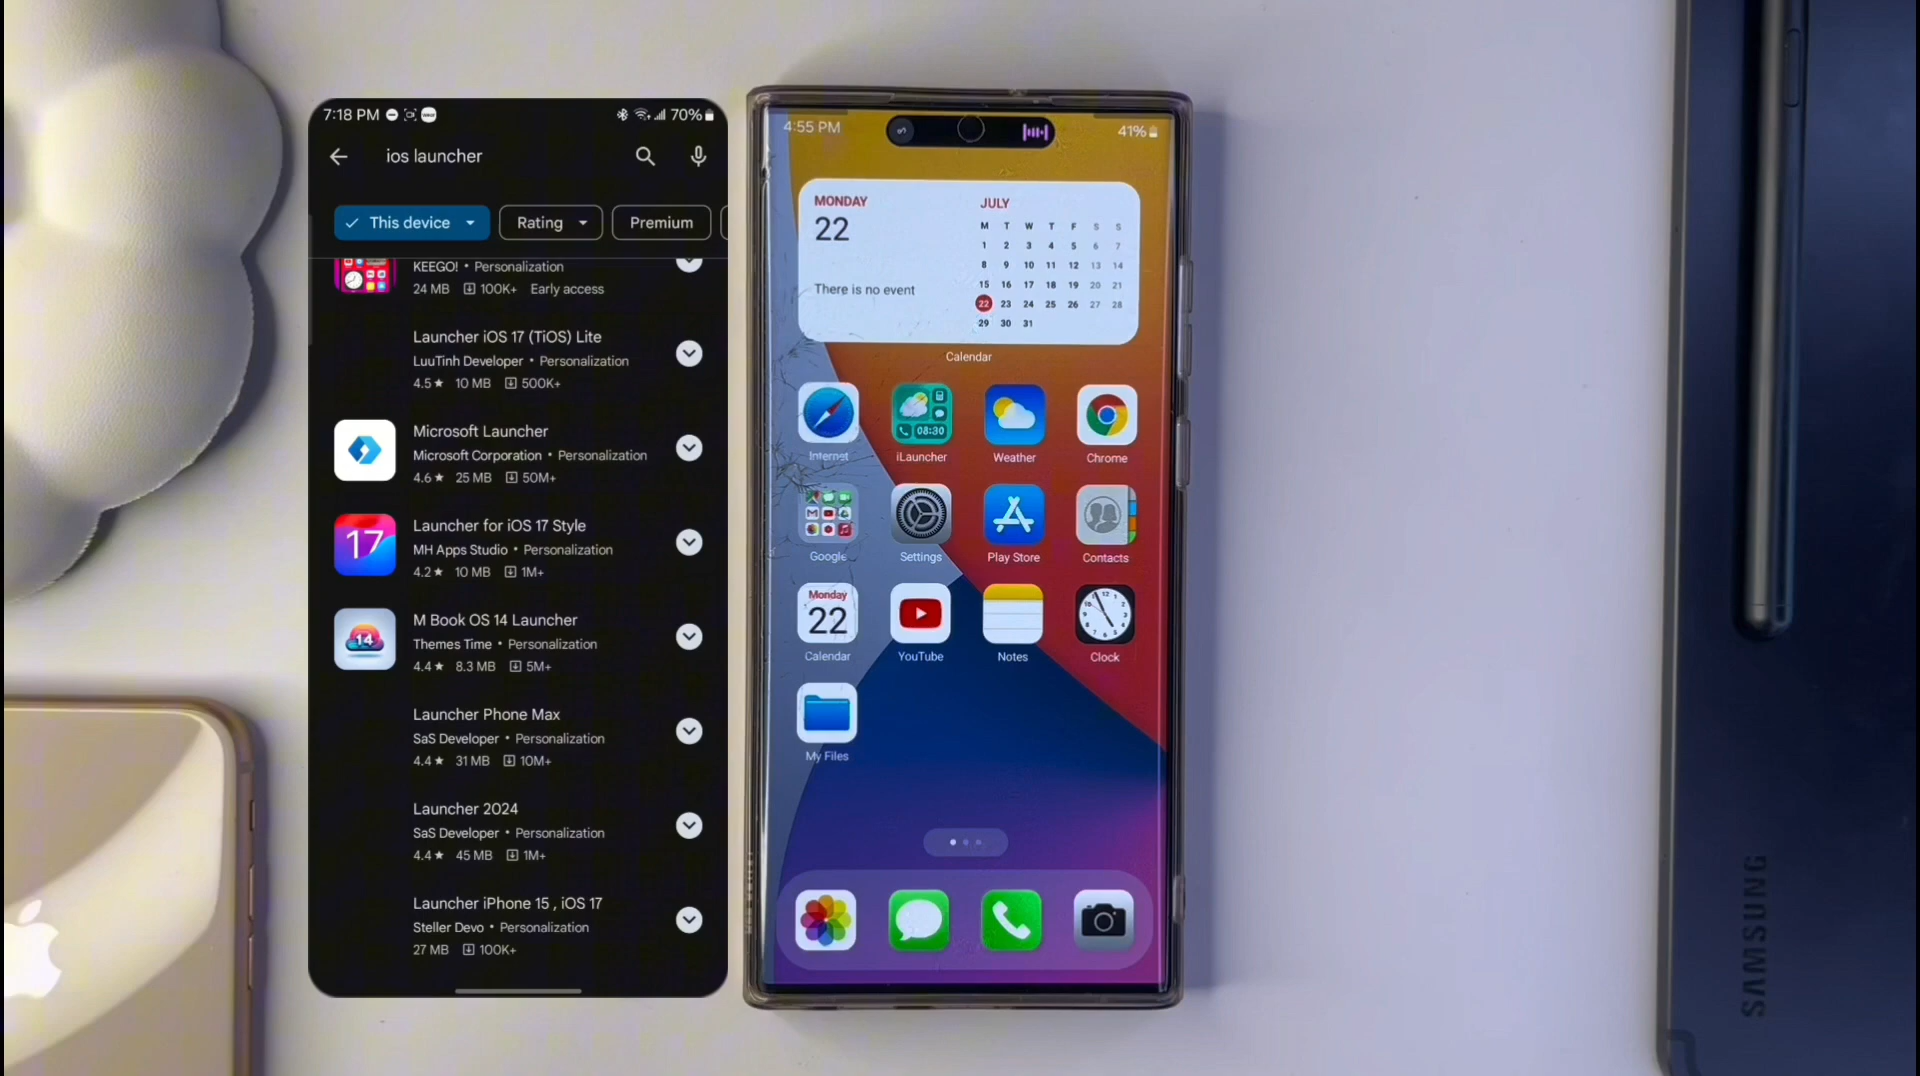 7:18 PM
70%
ios launcher
This device
Rating
Premium
KEEGO! • Personalization
24 MB 100K+ Early access
Launcher iOS 17 (TiOS) Lite
LuuTinh Developer • Personalization
4.5★ 10 MB 500K+
Microsoft Launcher
Microsoft Corporation • Personalization
4.6★ 25 MB 50M+
17
Launcher for iOS 17 Style
MH Apps Studio • Personalization
4.2★ 10 MB 1M+
14
M Book OS 14 Launcher
Themes Time • Personalization
4.4★ 8.3 MB 5M+
Launcher Phone Max
SaS Developer • Personalization
4.4★ 31 MB 10M+
Launcher 2024
SaS Developer • Personalization
4.4★ 45 MB 1M+
Launcher iPhone 15 , iOS 17
Steller Devo • Personalization
27 MB 100K+
4:55 PM
41%
MONDAY
22
There is no event
JULY
M T W T F S S
1 2 3 4 5 6 7
8 9 10 11 12 13 14
15 16 17 18 19 20 21
22 23 24 25 26 27 28
29 30 31
Calendar
08:30
Internet iLauncher Weather Chrome
Google Settings Play Store Contacts
Monday
22
Calendar YouTube Notes Clock
My Files
SAMSUNG